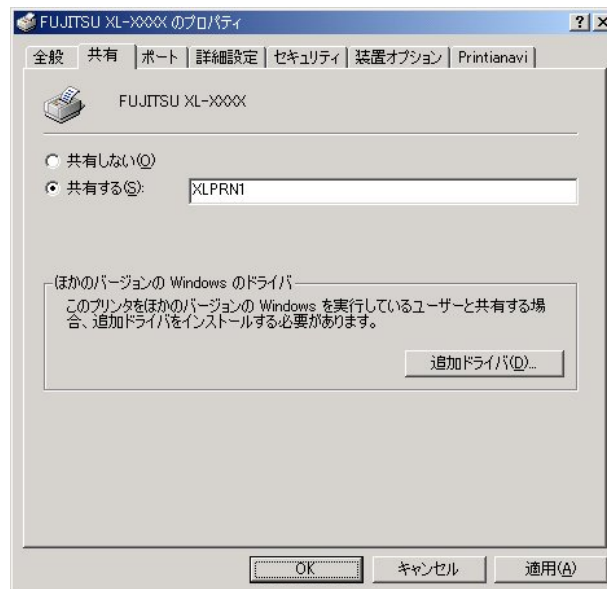 FUJITSU XL-XXXX のプロパティ
全般 共有 ポート 詳細設定 セキュリティ 装置オプション Printianavi
FUJITSU XL-XXXX
共有しない(O)
共有する(S): XLPRN1
ほかのバージョンの Windows のドライバ
このプリンタをほかのバージョンの Windows を実行しているユーザーと共有する場
合、追加ドライバをインストールする必要があります。
追加ドライバ(D)...
OK キャンセル 適用(A)